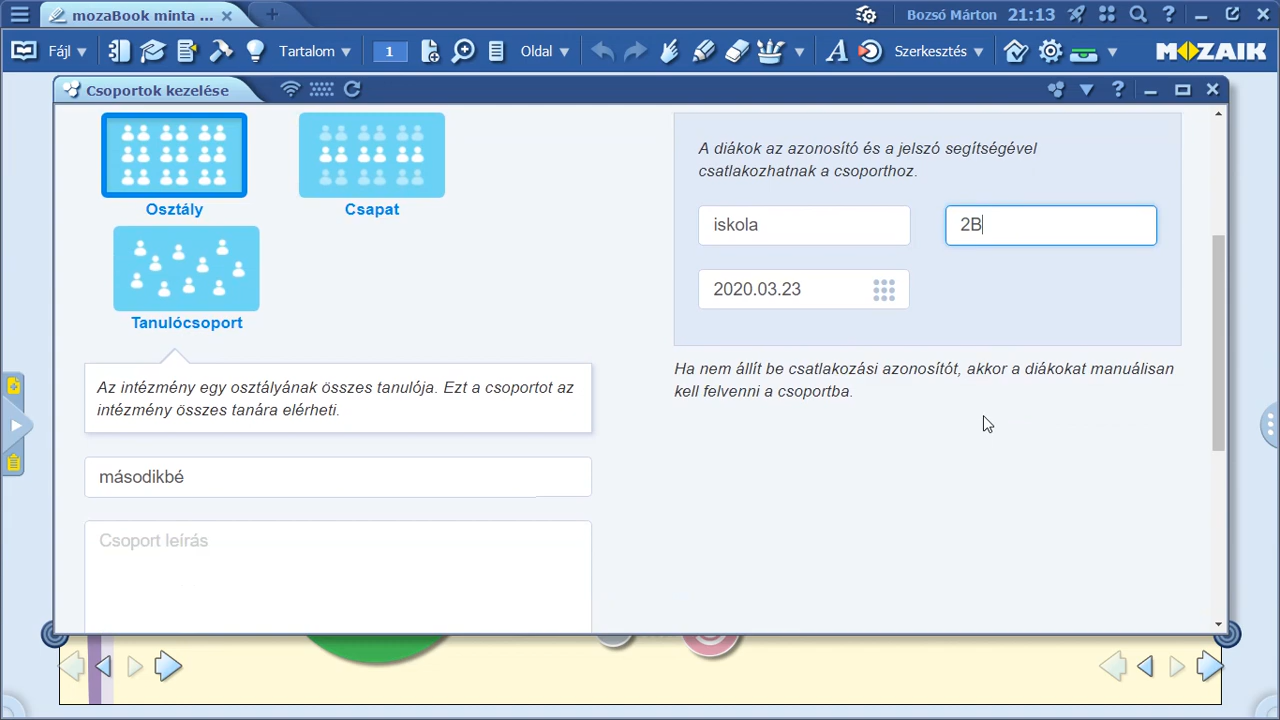 mozaBook minta ...
Bozsó Márton 21:13
Fájl
Tartalom
1
Oldal
A
Szerkesztés
MOZAIK
Csoportok kezelése
Osztály
Csapat
Tanulócsoport
Az intézmény egy osztályának összes tanulója. Ezt a csoportot az
intézmény összes tanára elérheti.
másodikbé
Csoport leírás
A diákok az azonosító és a jelszó segítségével
csatlakozhatnak a csoporthoz.
iskola
2B
2020.03.23
Ha nem állít be csatlakozási azonosítót, akkor a diákokat manuálisan
kell felvenni a csoportba.